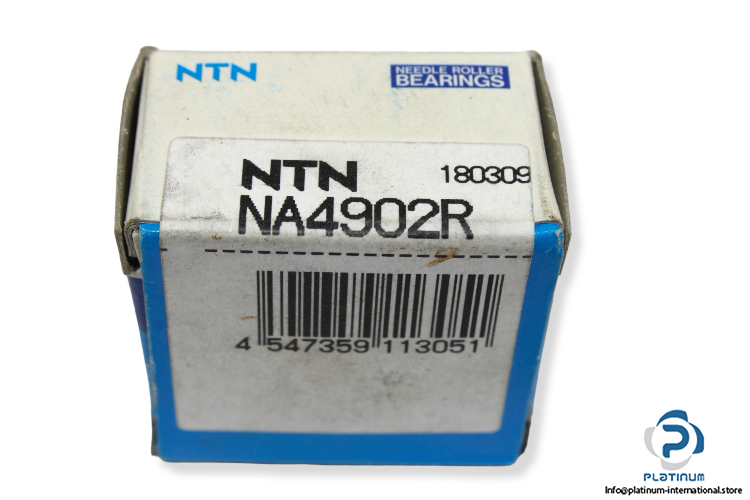 NTN
NEEDLE ROLLER
BEARINGS
NTN 180309
NA4902R
4 547359 113051
PLATINUM
Info@platinum-international.store